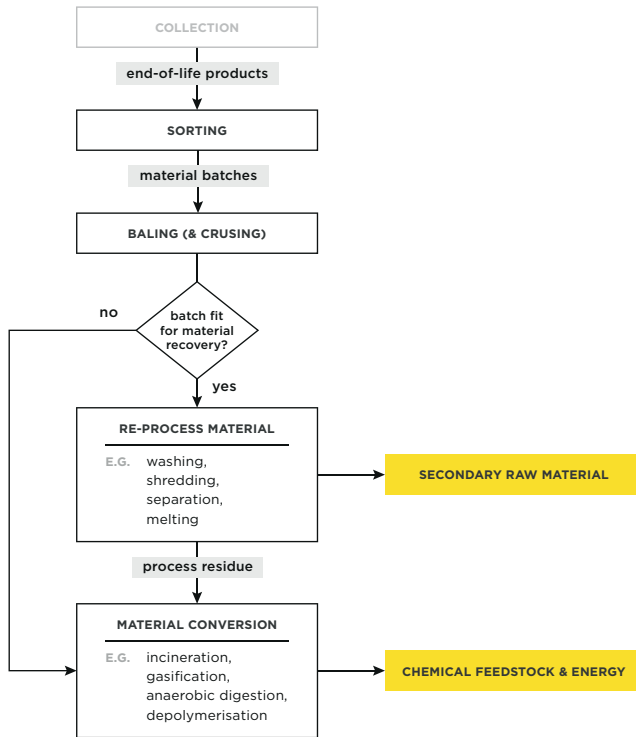 COLLECTION
end-of-life products
SORTING
material batches
BALING (& CRUSING)
no
batch fit
for material
recovery?
yes
RE-PROCESS MATERIAL
E.G. washing,
shredding,
separation,
melting
SECONDARY RAW MATERIAL
process residue
MATERIAL CONVERSION
E.G. incineration,
gasification,
anaerobic digestion,
depolymerisation
CHEMICAL FEEDSTOCK & ENERGY